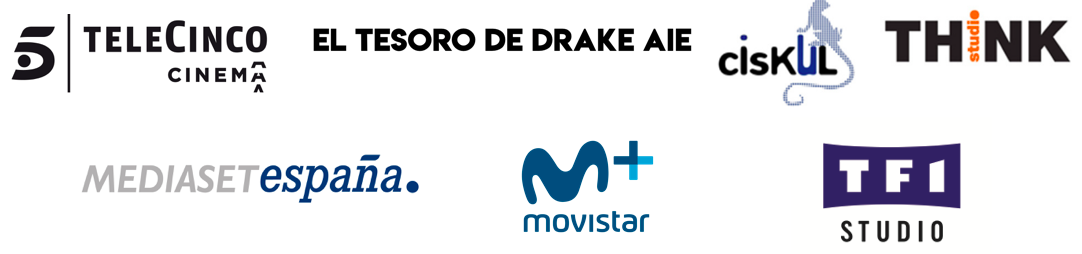 5 TELECINCO
CINEMA
EL TESORO DE DRAKE AIE
cisKUL
THINK
studio
MEDIASETespaña.
M+
movistar
TF1
STUDIO